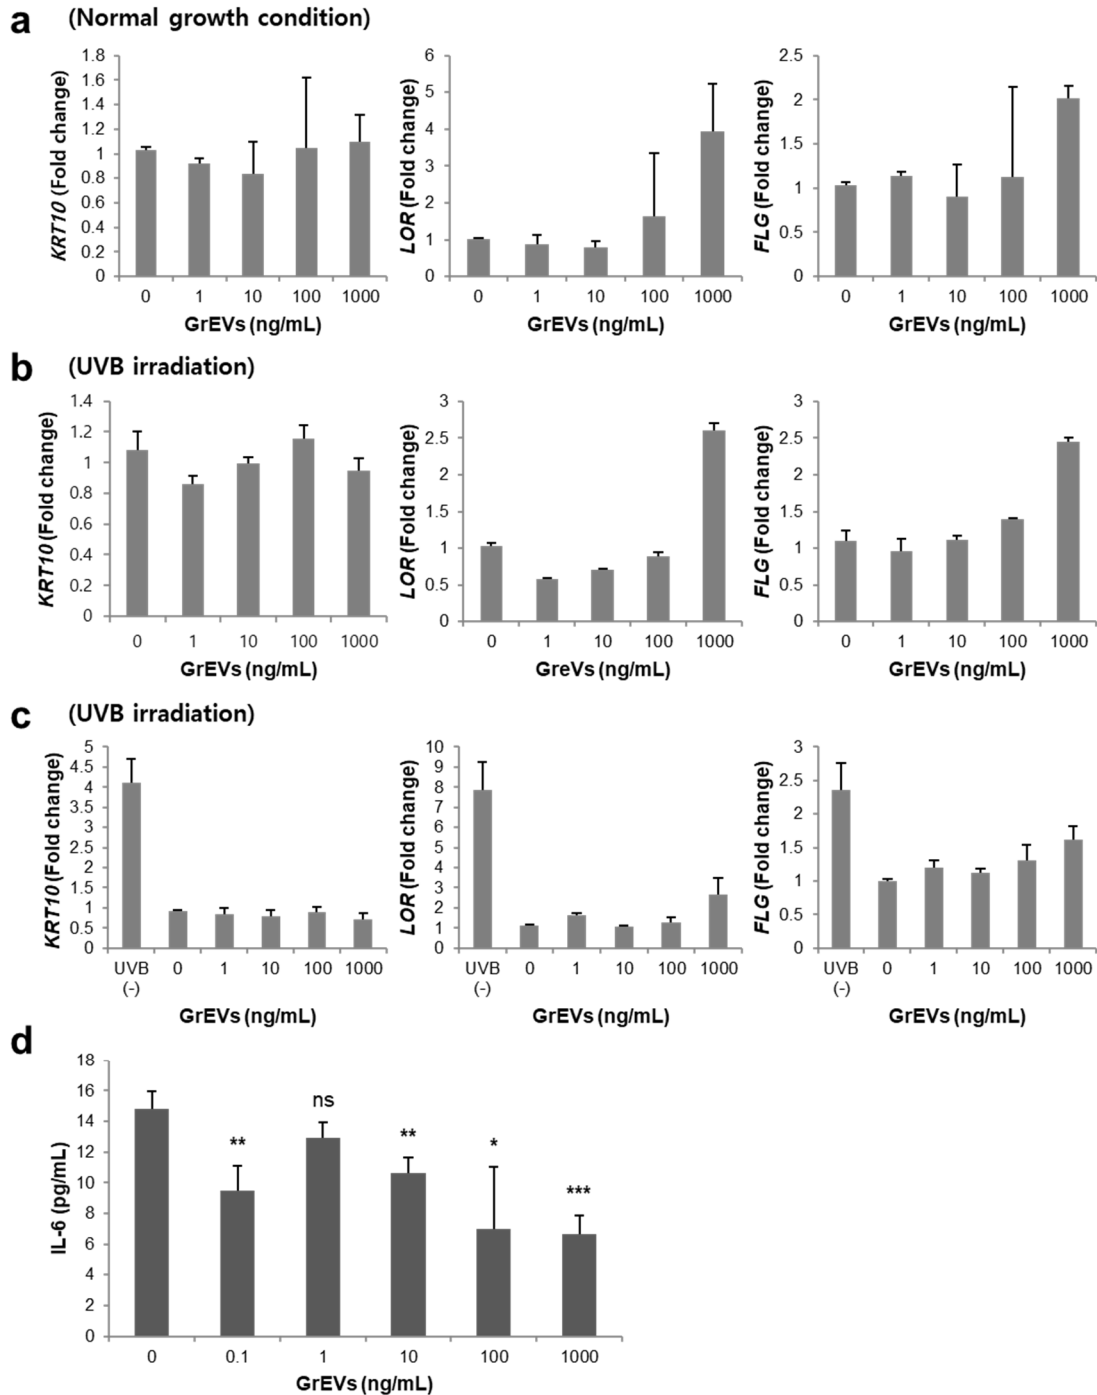 a (Normal growth condition)
KRT10 (Fold change)
1.8
1.6
1.4
1.2
1
0.8
0.6
0.4
0.2
0
0 1 10 100 1000
GrEVs (ng/mL)
LOR (Fold change)
6
5
4
3
2
1
0
0 1 10 100 1000
GrEVs (ng/mL)
FLG (Fold change)
2.5
2
1.5
1
0.5
0
0 1 10 100 1000
GrEVs (ng/mL)
b (UVB irradiation)
KRT10 (Fold change)
1.4
1.2
1
0.8
0.6
0.4
0.2
0
0 1 10 100 1000
GrEVs (ng/mL)
LOR (Fold change)
3
2.5
2
1.5
1
0.5
0
0 1 10 100 1000
GreVs (ng/mL)
FLG (Fold change)
3
2.5
2
1.5
1
0.5
0
0 1 10 100 1000
GrEVs (ng/mL)
c (UVB irradiation)
KRT10 (Fold change)
5
4.5
4
3.5
3
2.5
2
1.5
1
0.5
0
UVB 0 1 10 100 1000
(-)
GrEVs (ng/mL)
LOR (Fold change)
10
9
8
7
6
5
4
3
2
1
0
UVB 0 1 10 100 1000
(-)
GrEVs (ng/mL)
FLG (Fold change)
3
2.5
2
1.5
1
0.5
0
UVB 0 1 10 100 1000
(-)
GrEVs (ng/mL)
d
IL-6 (pg/mL)
18
16
14
12
10
8
6
4
2
0
** ns ** * ***
0 0.1 1 10 100 1000
GrEVs (ng/mL)